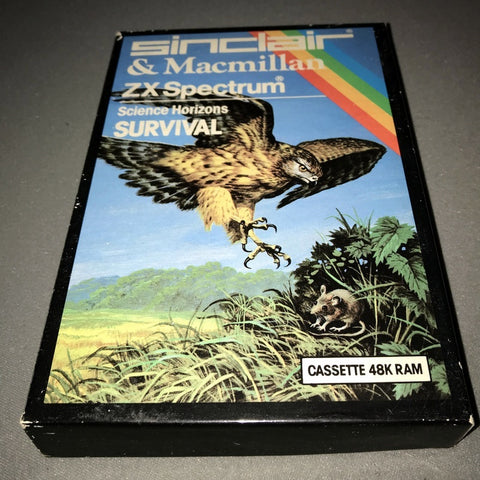 sinclair®
& Macmillan
ZX Spectrum®
Science Horizons
SURVIVAL
CASSETTE 48K RAM